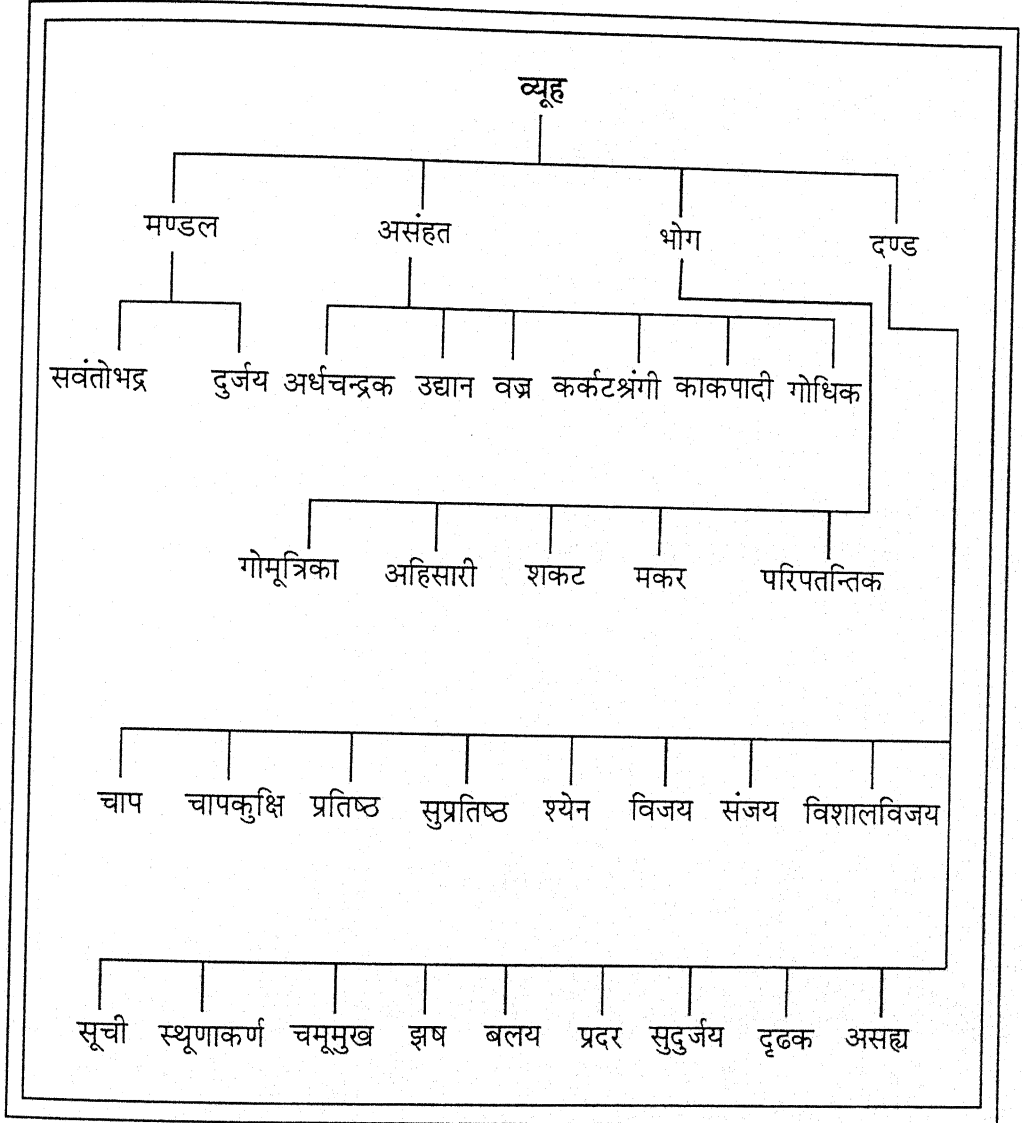 व्यूह
मण्डल असंहत भोग दण्ड
सवंतोभद्र दुर्जय अर्धचन्द्रक उद्यान वज्र कर्कटश्रंगी काकपादी गोधिक
गोमूत्रिका अहिसारी शकट मकर परिपतन्तिक
चाप चापकुक्षि प्रतिष्ठ सुप्रतिष्ठ श्येन विजय संजय विशालविजय
सूची स्थूणाकर्ण चमूमुख झष बलय प्रदर सुदुर्जय दृढक असह्य